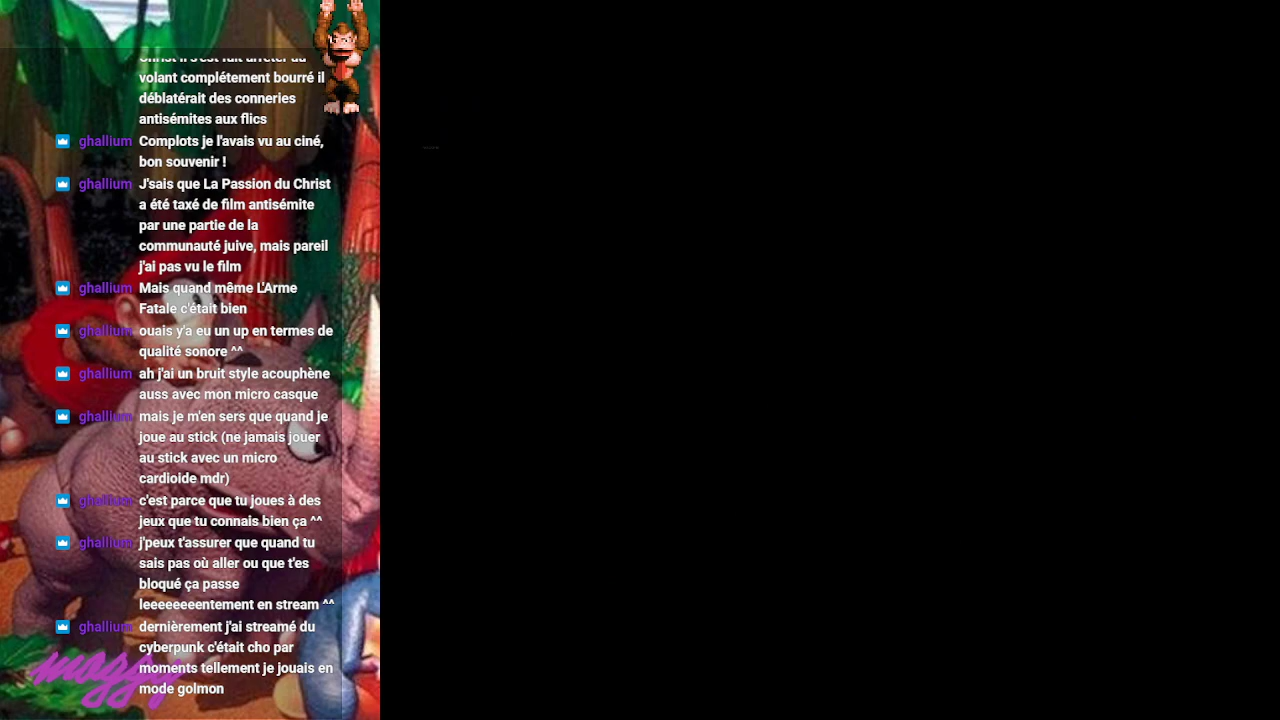 Christ il s'est fait arrêter au
volant complétement bourré il
déblatérait des conneries
antisémites aux flics
ghallium Complots je l'avais vu au ciné,
bon souvenir !
ghallium J'sais que La Passion du Christ
a été taxé de film antisémite
par une partie de la
communauté juive, mais pareil
j'ai pas vu le film
ghallium Mais quand même L'Arme
Fatale c'était bien
ghallium ouais y'a eu un up en termes de
qualité sonore ^^
ghallium ah j'ai un bruit style acouphène
auss avec mon micro casque
ghallium mais je m'en sers que quand je
joue au stick (ne jamais jouer
au stick avec un micro
cardioide mdr)
ghallium c'est parce que tu joues à des
jeux que tu connais bien ça ^^
ghallium j'peux t'assurer que quand tu
sais pas où aller ou que t'es
bloqué ça passe
leeeeeeeentement en stream ^^
ghallium dernièrement j'ai streamé du
cyberpunk c'était cho par
moments tellement je jouais en
mode golmon